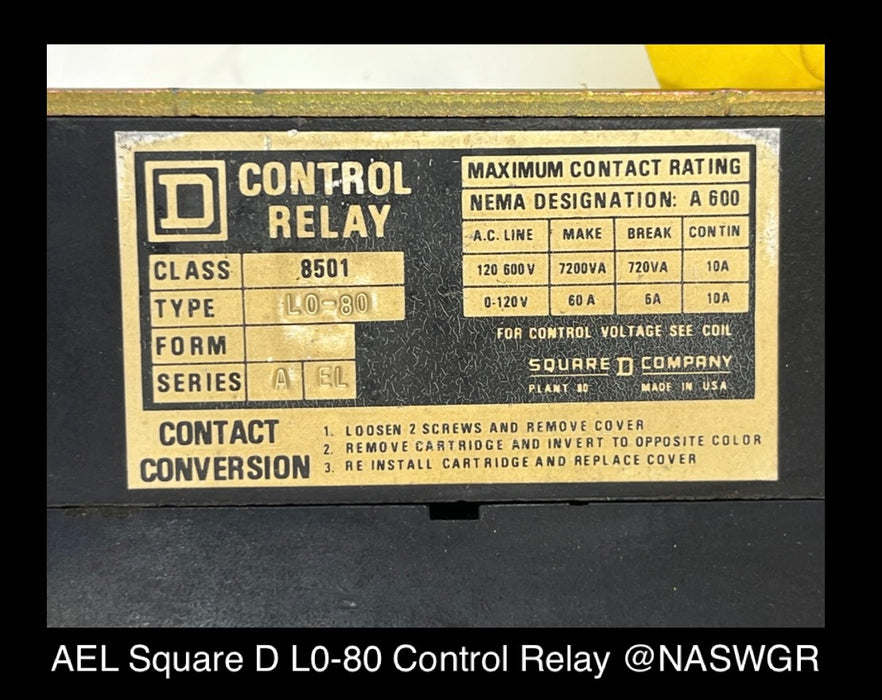 D CONTROL
RELAY
CLASS 8501
TYPE LO-80
FORM
SERIES A EL
MAXIMUM CONTACT RATING
NEMA DESIGNATION: A 600
A.C. LINE MAKE BREAK CONTIN
120 600V 7200VA 720VA 10A
0-120V 60 A 6A 10A
FOR CONTROL VOLTAGE SEE COIL
SQUARE D COMPANY
PLANT 80 MADE IN USA
CONTACT
CONVERSION
1. LOOSEN 2 SCREWS AND REMOVE COVER
2. REMOVE CARTRIDGE AND INVERT TO OPPOSITE COLOR
3. RE INSTALL CARTRIDGE AND REPLACE COVER
AEL Square D L0-80 Control Relay @NASWGR